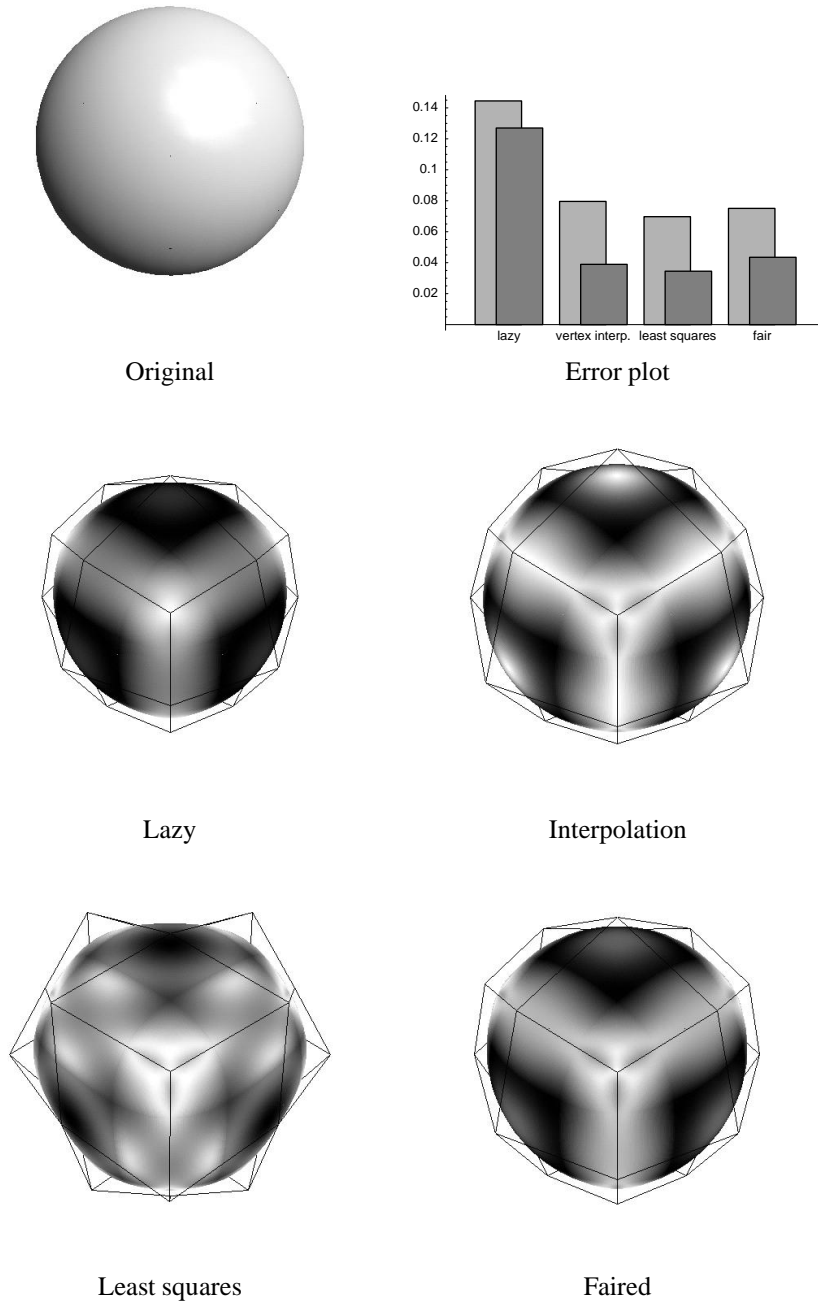 0.14
0.12
0.1
0.08
0.06
0.04
0.02
lazy vertex interp. least squares fair
Original
Error plot
Lazy
Interpolation
Least squares
Faired